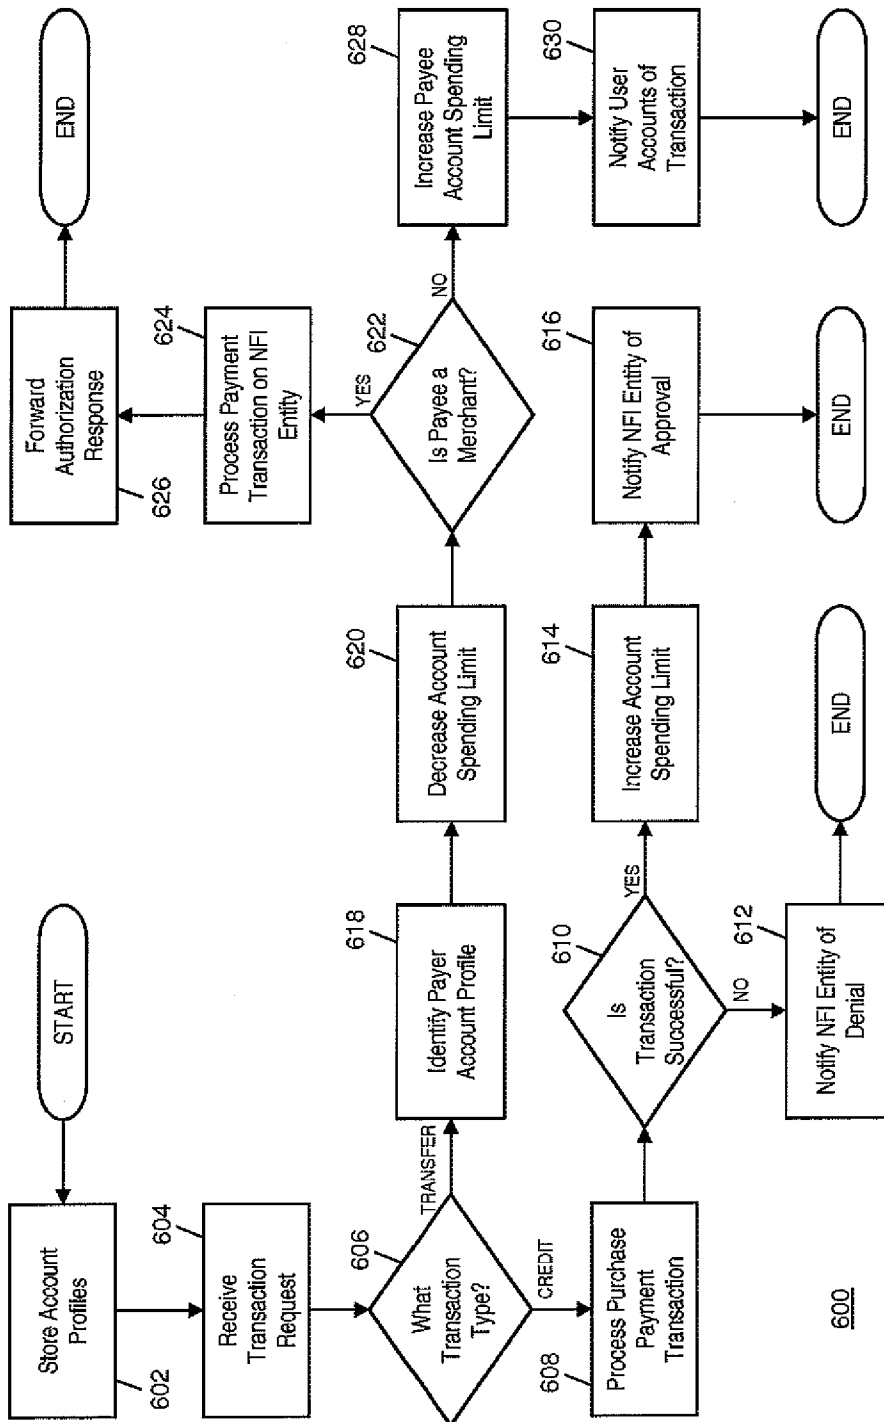 START
Store Account
Profiles
602
604
Receive
Transaction
Request
606
What
Transaction
Type?
TRANSFER
CREDIT
608
Process Purchase
Payment
Transaction
610
Is
Transaction
Successful?
NO
YES
612
Notify NFI Entity of
Denial
END
614
Increase Account
Spending Limit
616
Notify NFI Entity of
Approval
END
618
Identify Payer
Account Profile
620
Decrease Account
Spending Limit
622
Is Payee a
Merchant?
YES
NO
624
Process Payment
Transaction on NFI
Entity
626
Forward
Authorization
Response
END
628
Increase Payee
Account Spending
Limit
630
Notify User
Accounts of
Transaction
END
600